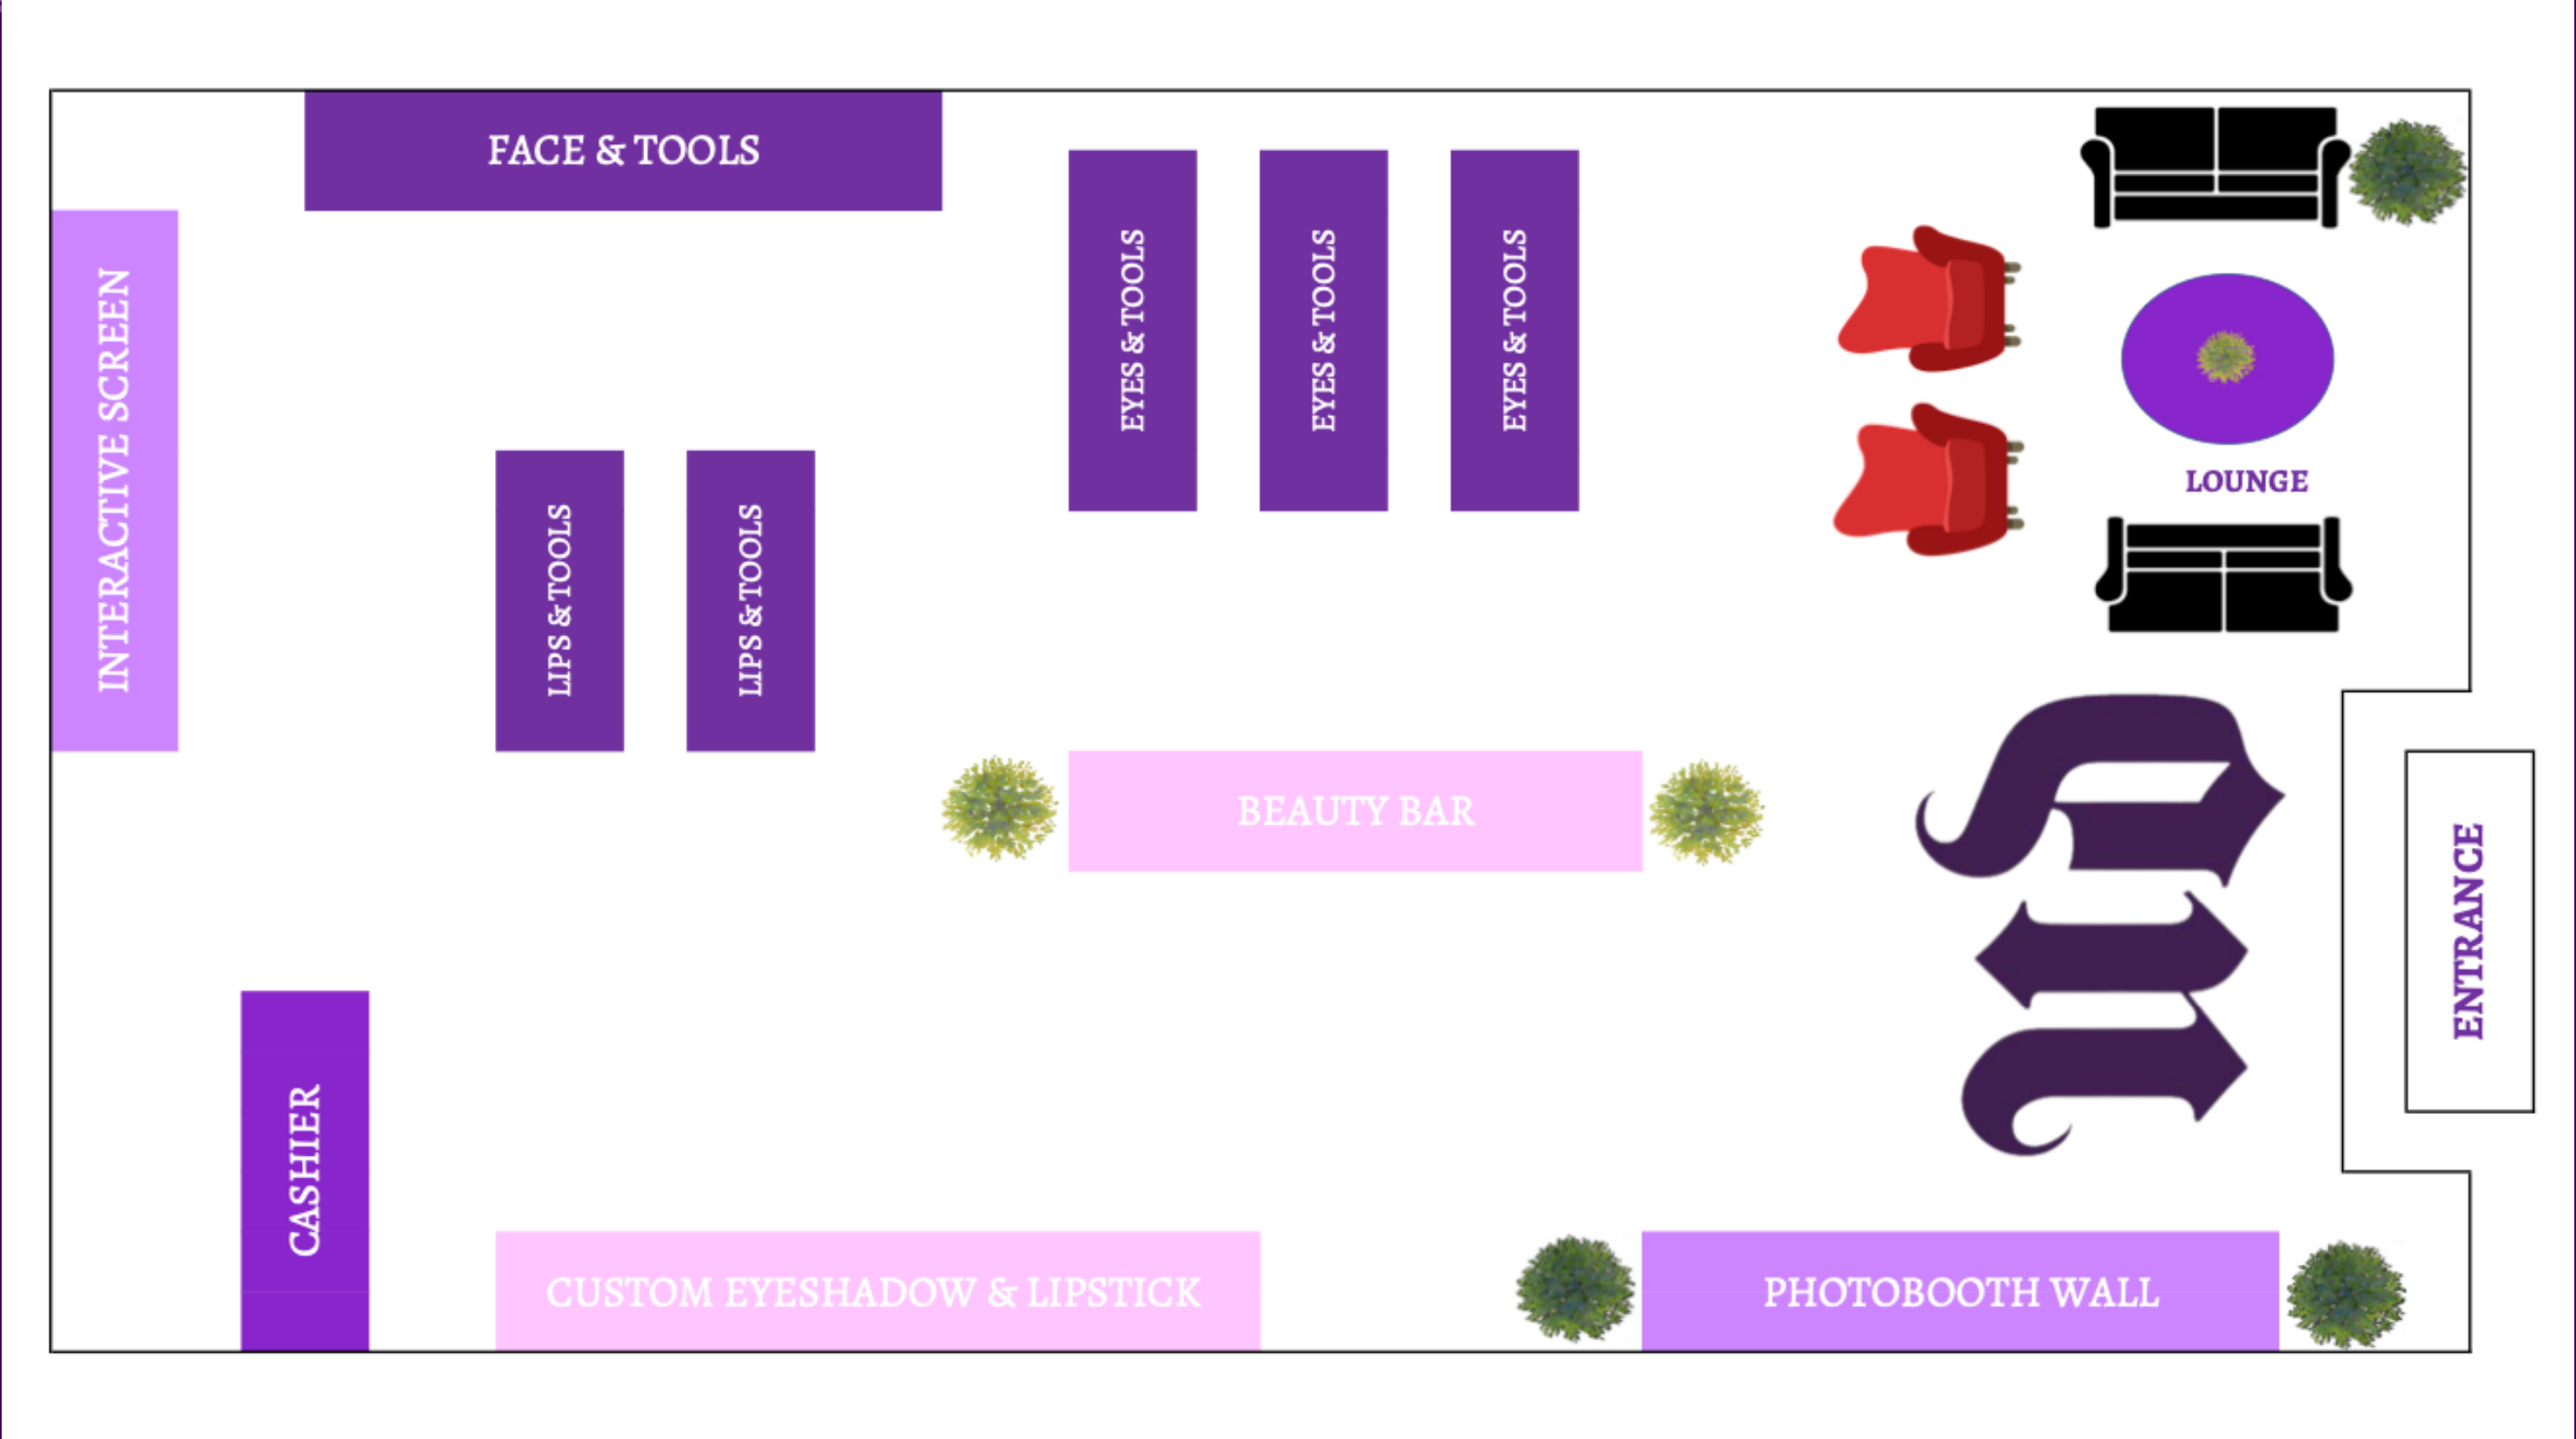 FACE & TOOLS
INTERACTIVE SCREEN
EYES & TOOLS
EYES & TOOLS
EYES & TOOLS
LIPS & TOOLS
LIPS & TOOLS
LOUNGE
BEAUTY BAR
ENTRANCE
CASHIER
CUSTOM EYESHADOW & LIPSTICK
PHOTOBOOTH WALL